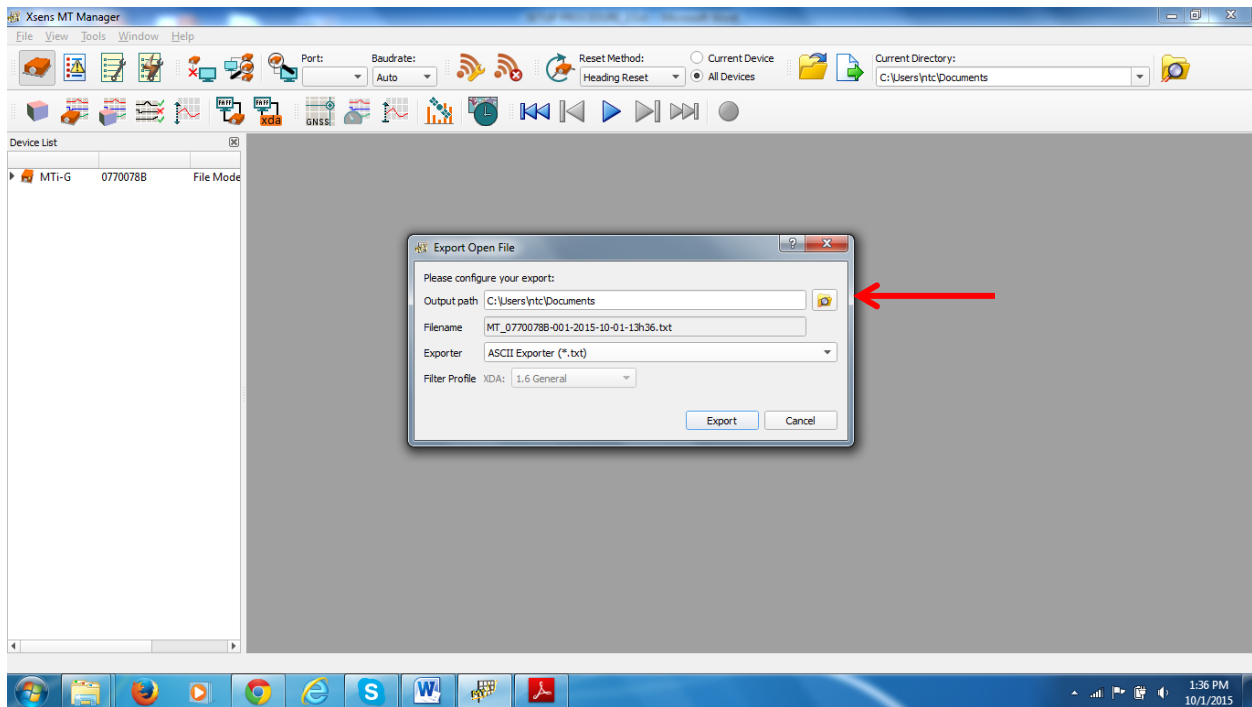 Xsens MT Manager
File View Tools Window Help
Port:
Baudrate:
Auto
Reset Method:
Heading Reset
Current Device
All Devices
Current Directory:
C:\Users\ntc\Documents
FAFF
FAFF
xda
GNSS
Device List
MTi-G 0770078B File Mode
Export Open File
Please configure your export:
Output path C:\Users\ntc\Documents
Filename MT_0770078B-001-2015-10-01-13h36.txt
Exporter ASCII Exporter (*.txt)
Filter Profile XDA: 1.6 General
Export Cancel
1:36 PM
10/1/2015